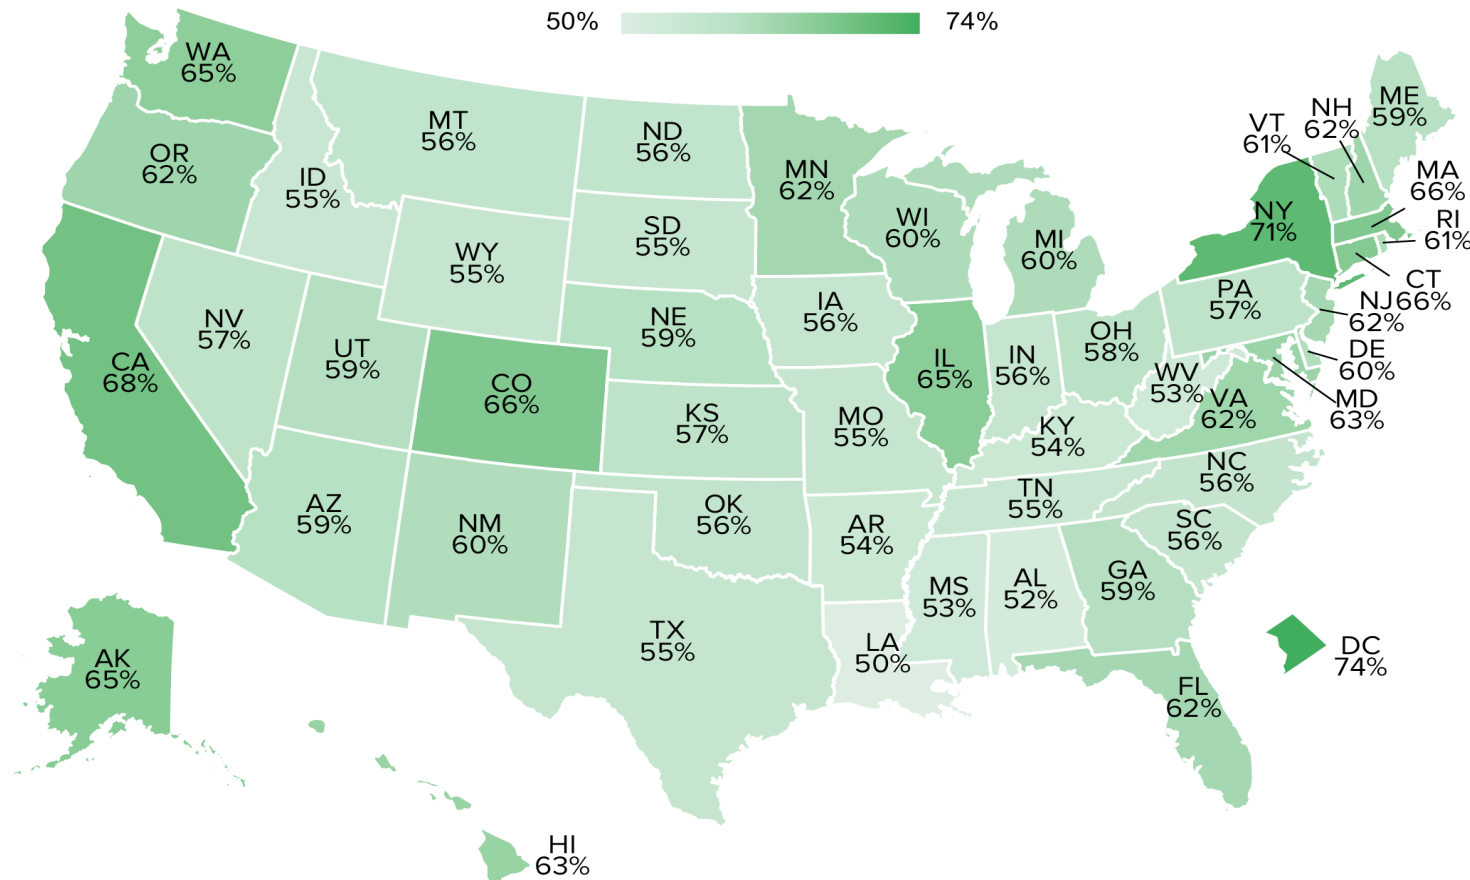 50%
74%
WA
65%
OR
62%
CA
68%
ID
55%
NV
57%
MT
56%
WY
55%
UT
59%
CO
66%
AZ
59%
NM
60%
ND
56%
SD
55%
NE
59%
KS
57%
OK
56%
TX
55%
MN
62%
IA
56%
MO
55%
AR
54%
LA
50%
WI
60%
IL
65%
MI
60%
IN
56%
OH
58%
KY
54%
TN
55%
MS
53%
AL
52%
GA
59%
FL
62%
SC
56%
NC
56%
VA
62%
WV
53%
PA
57%
NY
71%
VT
61%
NH
62%
ME
59%
MA
66%
RI
61%
CT
66%
NJ
62%
DE
60%
MD
63%
DC
74%
AK
65%
HI
63%